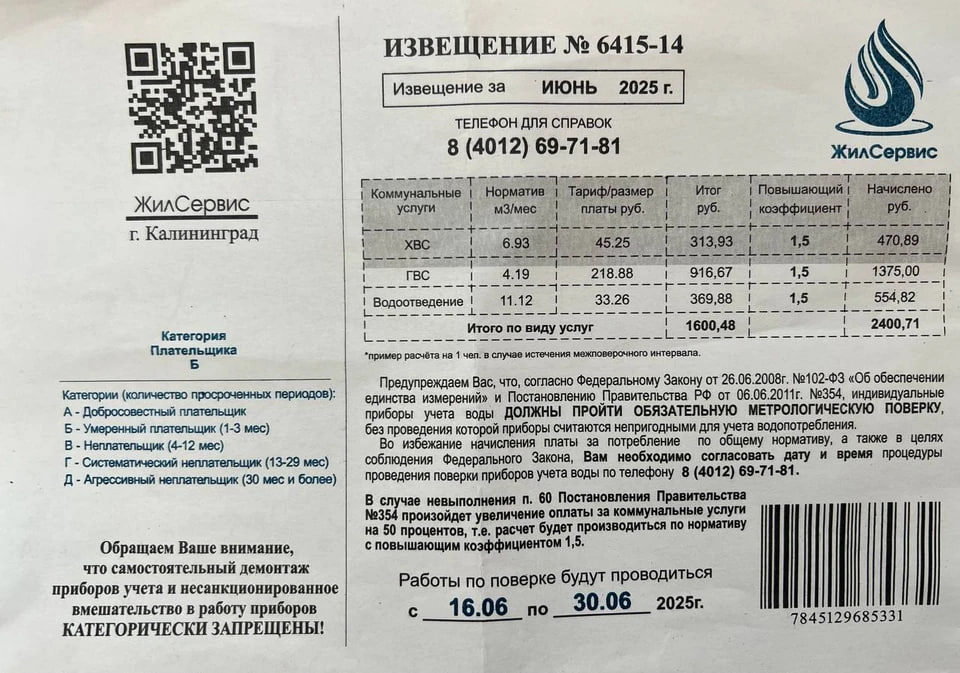 ЖилСервис
г. Калининград
Категория
Плательщика
Б
Категории (количество просроченных периодов):
А - Добросовестный плательщик
Б - Умеренный плательщик (1-3 мес)
В - Неплательщик (4-12 мес)
Г - Систематический неплательщик (13-29 мес)
Д - Агрессивный неплательщик (30 мес и более)
Обращаем Ваше внимание,
что самостоятельный демонтаж
приборов учета и несанкционированное
вмешательство в работу приборов
КАТЕГОРИЧЕСКИ ЗАПРЕЩЕНЫ!
ИЗВЕЩЕНИЕ № 6415-14
Извещение за ИЮНЬ 2025 г.
ТЕЛЕФОН ДЛЯ СПРАВОК
8 (4012) 69-71-81
ЖилСервис
Коммунальные услуги Норматив м3/мес Тариф/размер платы руб. Итог руб. Повышающий коэффициент Начислено руб.
ХВС 6.93 45.25 313,93 1,5 470,89
ГВС 4.19 218.88 916,67 1,5 1375,00
Водоотведение 11.12 33.26 369,88 1,5 554,82
Итого по виду услуг 1600,48 2400,71
*пример расчёта на 1 чел. в случае истечения межповерочного интервала.
Предупреждаем Вас, что, согласно Федеральному Закону от 26.06.2008г. №102-ФЗ «Об обеспечении
единства измерений» и Постановлению Правительства РФ от 06.06.2011г. №354, индивидуальные
приборы учета воды ДОЛЖНЫ ПРОЙТИ ОБЯЗАТЕЛЬНУЮ МЕТРОЛОГИЧЕСКУЮ ПОВЕРКУ,
без проведения которой приборы считаются непригодными для учета водопотребления.
Во избежание начисления платы за потребление по общему нормативу, а также в целях
соблюдения Федерального Закона, Вам необходимо согласовать дату и время процедуры
проведения поверки приборов учета воды по телефону 8 (4012) 69-71-81.
В случае невыполнения п. 60 Постановления Правительства
№354 произойдет увеличение оплаты за коммунальные услуги
на 50 процентов, т.е. расчет будет производиться по нормативу
с повышающим коэффициентом 1,5.
Работы по поверке будут проводиться
с 16.06 по 30.06 2025г.
7845129685331